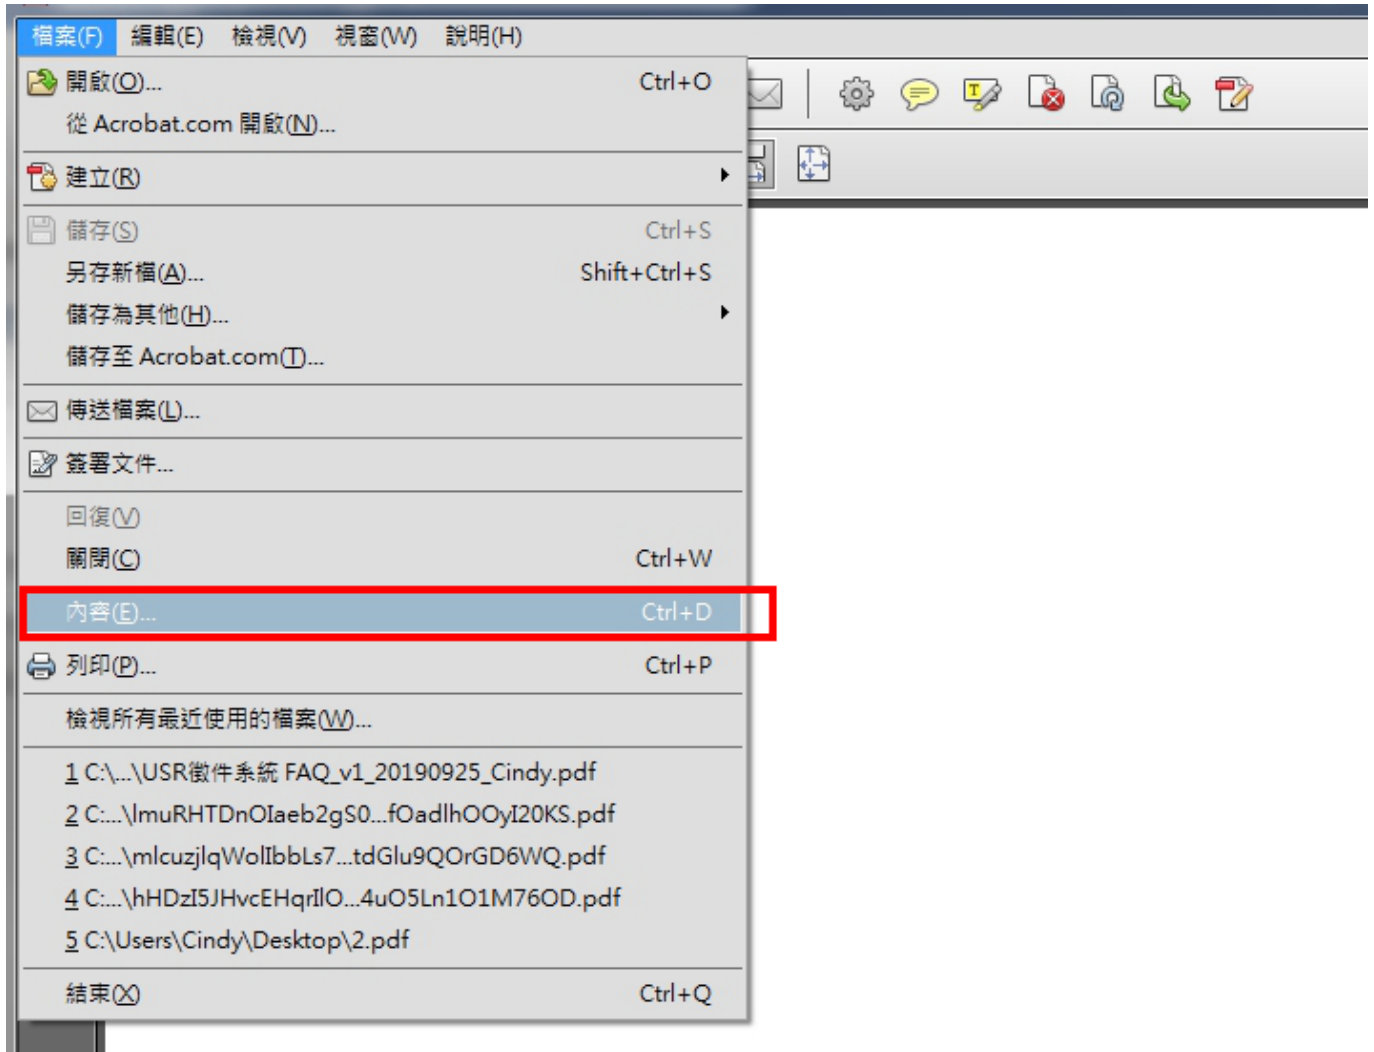 檔案(F) 編輯(E) 檢視(V) 視窗(W) 說明(H)
開啟(O)... Ctrl+O
從 Acrobat.com 開啟(N)...
建立(R)
儲存(S) Ctrl+S
另存新檔(A)... Shift+Ctrl+S
儲存為其他(H)...
儲存至 Acrobat.com(T)...
傳送檔案(L)...
簽署文件...
回復(V)
關閉(C) Ctrl+W
內容(E)... Ctrl+D
列印(P)... Ctrl+P
檢視所有最近使用的檔案(W)...
1 C:\...\USR徵件系統 FAQ_v1_20190925_Cindy.pdf
2 C:...\lmuRHTDnOIaeb2gS0...fOadlhOOyI20KS.pdf
3 C:...\mlcuzjlqWolIbbLs7...tdGlu9QOrGD6WQ.pdf
4 C:...\hHDzI5JHvcEHqrIlO...4uO5Ln1O1M76OD.pdf
5 C:\Users\Cindy\Desktop\2.pdf
結束(X) Ctrl+Q